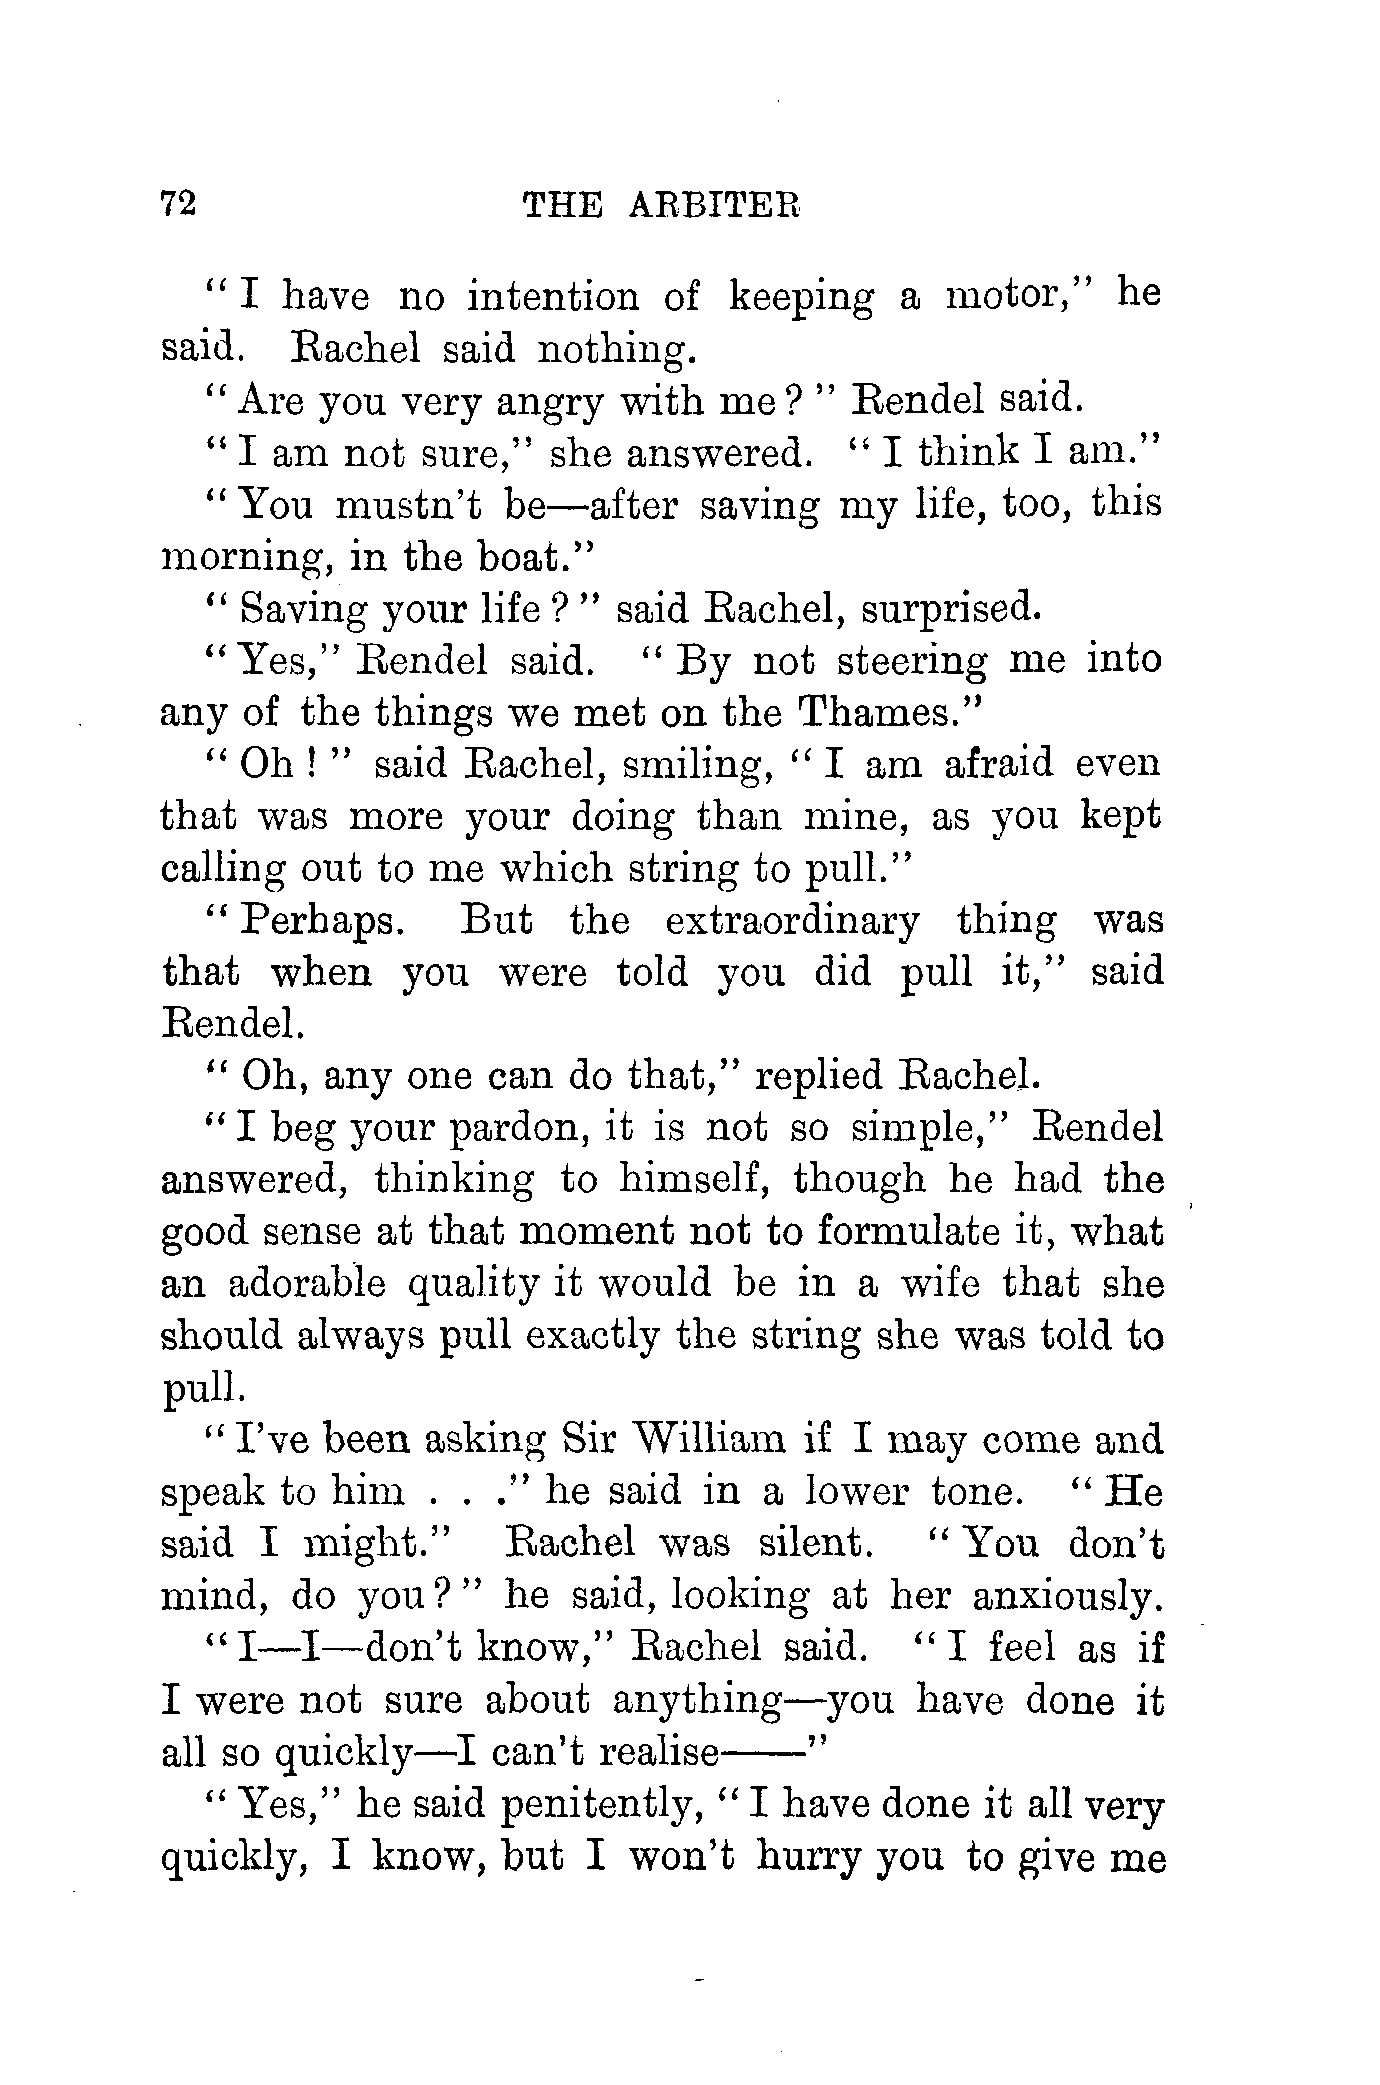 72 THE ARBITER
“ I have no intention of keeping a motor,” he
said. Rachel said nothing.
“ Are you very angry with me ? ” Rendel said.
“ I am not sure,” she answered. “ I think I am.”
“ You mustn’t be—after saving my life, too, this
morning, in the boat.”
“ Saving your life ? ” said Rachel, surprised.
“ Yes,” Rendel said. “ By not steering me into
any of the things we met on the Thames.”
“ Oh ! ” said Rachel, smiling, “ I am afraid even
that was more your doing than mine, as you kept
calling out to me which string to pull.”
“ Perhaps. But the extraordinary thing was
that when you were told you did pull it,” said
Rendel.
“ Oh, any one can do that,” replied Rachel.
“ I beg your pardon, it is not so simple,” Rendel
answered, thinking to himself, though he had the
good sense at that moment not to formulate it, what
an adorable quality it would be in a wife that she
should always pull exactly the string she was told to
pull.
“ I’ve been asking Sir William if I may come and
speak to him . . .” he said in a lower tone. “ He
said I might.” Rachel was silent. “ You don’t
mind, do you ? ” he said, looking at her anxiously.
“ I—I—don’t know,” Rachel said. “ I feel as if
I were not sure about anything—you have done it
all so quickly—I can’t realise——”
“ Yes,” he said penitently, “ I have done it all very
quickly, I know, but I won’t hurry you to give me